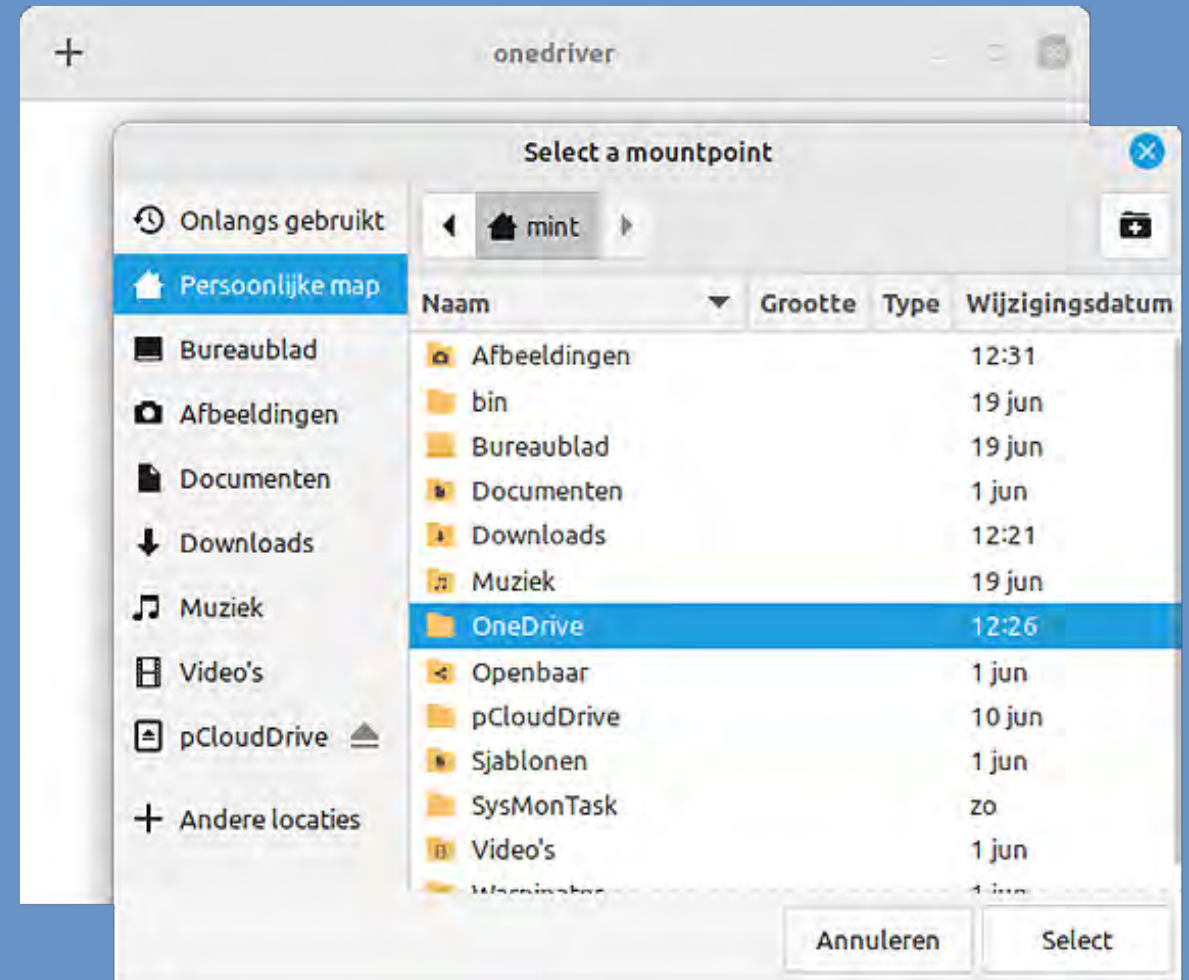 onedriver
Select a mountpoint
Onlangs gebruikt
Persoonlijke map
Bureaublad
Afbeeldingen
Documenten
Downloads
Muziek
Video's
pCloudDrive
Andere locaties
mint
Naam Grootte Type Wijzigingsdatum
Afbeeldingen 12:31
bin 19 jun
Bureaublad 19 jun
Documenten 1 jun
Downloads 12:21
Muziek 19 jun
OneDrive 12:26
Openbaar 1 jun
pCloudDrive 10 jun
Sjablonen 1 jun
SysMonTask zo
Video's 1 jun
Warpinator 1 jun
Annuleren Select